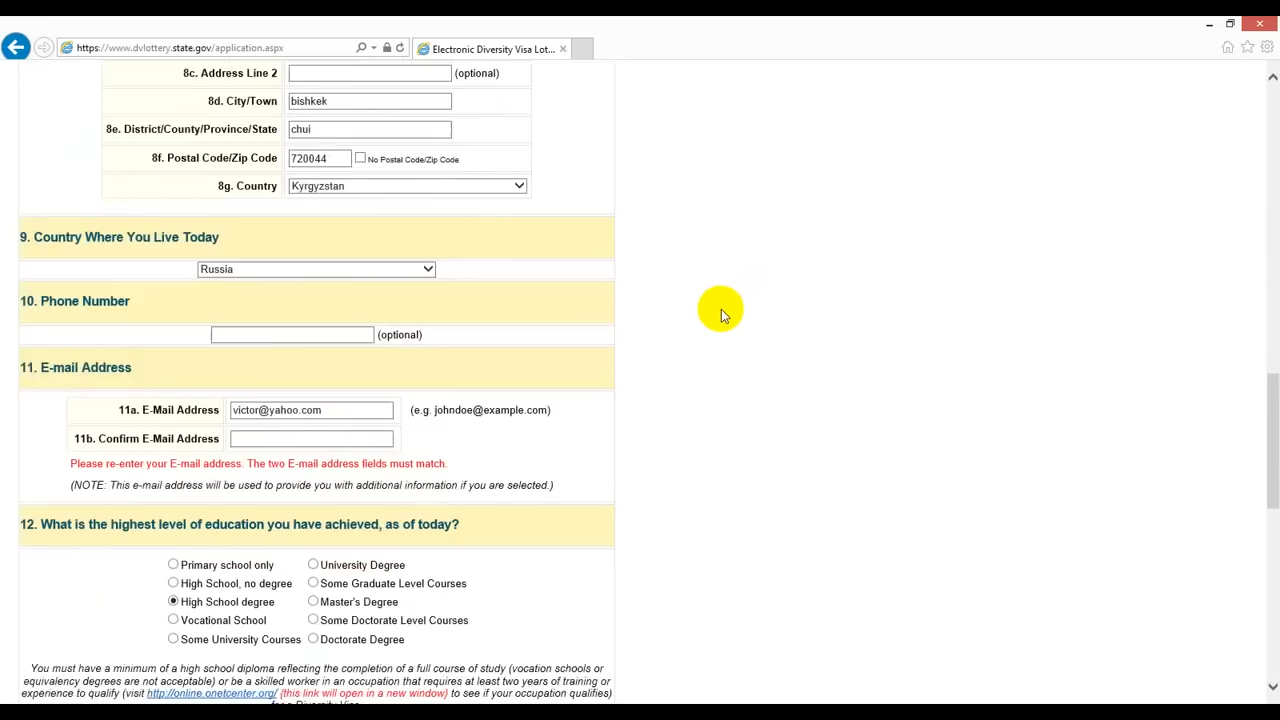 https://www.dvlottery.state.gov/application.aspx
Electronic Diversity Visa Lot...
8c. Address Line 2 (optional)
8d. City/Town bishkek
8e. District/County/Province/State chui
8f. Postal Code/Zip Code 720044 No Postal Code/Zip Code
8g. Country Kyrgyzstan
9. Country Where You Live Today
Russia
10. Phone Number
(optional)
11. E-mail Address
11a. E-Mail Address victor@yahoo.com (e.g. johndoe@example.com)
11b. Confirm E-Mail Address
Please re-enter your E-mail address. The two E-mail address fields must match.
(NOTE: This e-mail address will be used to provide you with additional information if you are selected.)
12. What is the highest level of education you have achieved, as of today?
Primary school only University Degree
High School, no degree Some Graduate Level Courses
High School degree Master's Degree
Vocational School Some Doctorate Level Courses
Some University Courses Doctorate Degree
You must have a minimum of a high school diploma reflecting the completion of a full course of study (vocation schools or
equivalency degrees are not acceptable) or be a skilled worker in an occupation that requires at least two years of training or
experience to qualify (visit http://online.onetcenter.org/ (this link will open in a new window) to see if your occupation qualifies)
for a Diversity Visa